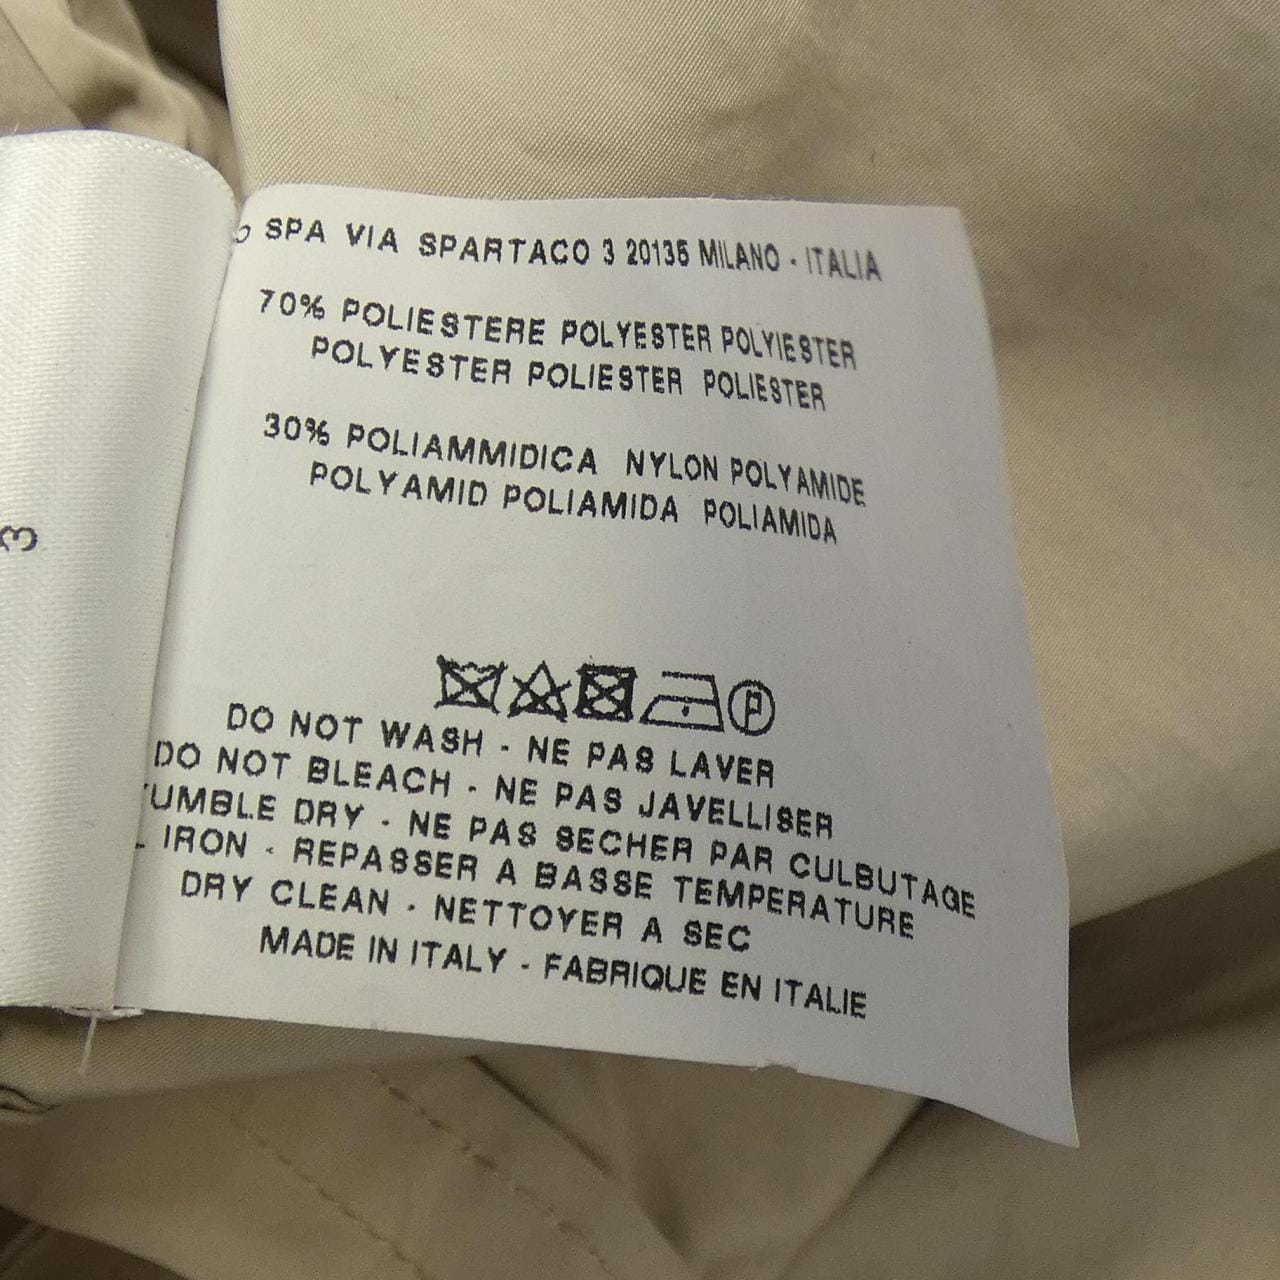 SPA VIA SPARTACO 3 20135 MILANO - ITALIA
70% POLIESTERE POLYESTER POLYIESTER
POLYESTER POLIESTER POLIESTER
30% POLIAMMIDICA NYLON POLYAMIDE
POLYAMID POLIAMIDA POLIAMIDA
3
P
DO NOT WASH - NE PAS LAVER
DO NOT BLEACH - NE PAS JAVELLISER
UMBLE DRY - NE PAS SECHER PAR CULBUTAGE
L IRON - REPASSER A BASSE TEMPERATURE
DRY CLEAN - NETTOYER A SEC
MADE IN ITALY - FABRIQUE EN ITALIE